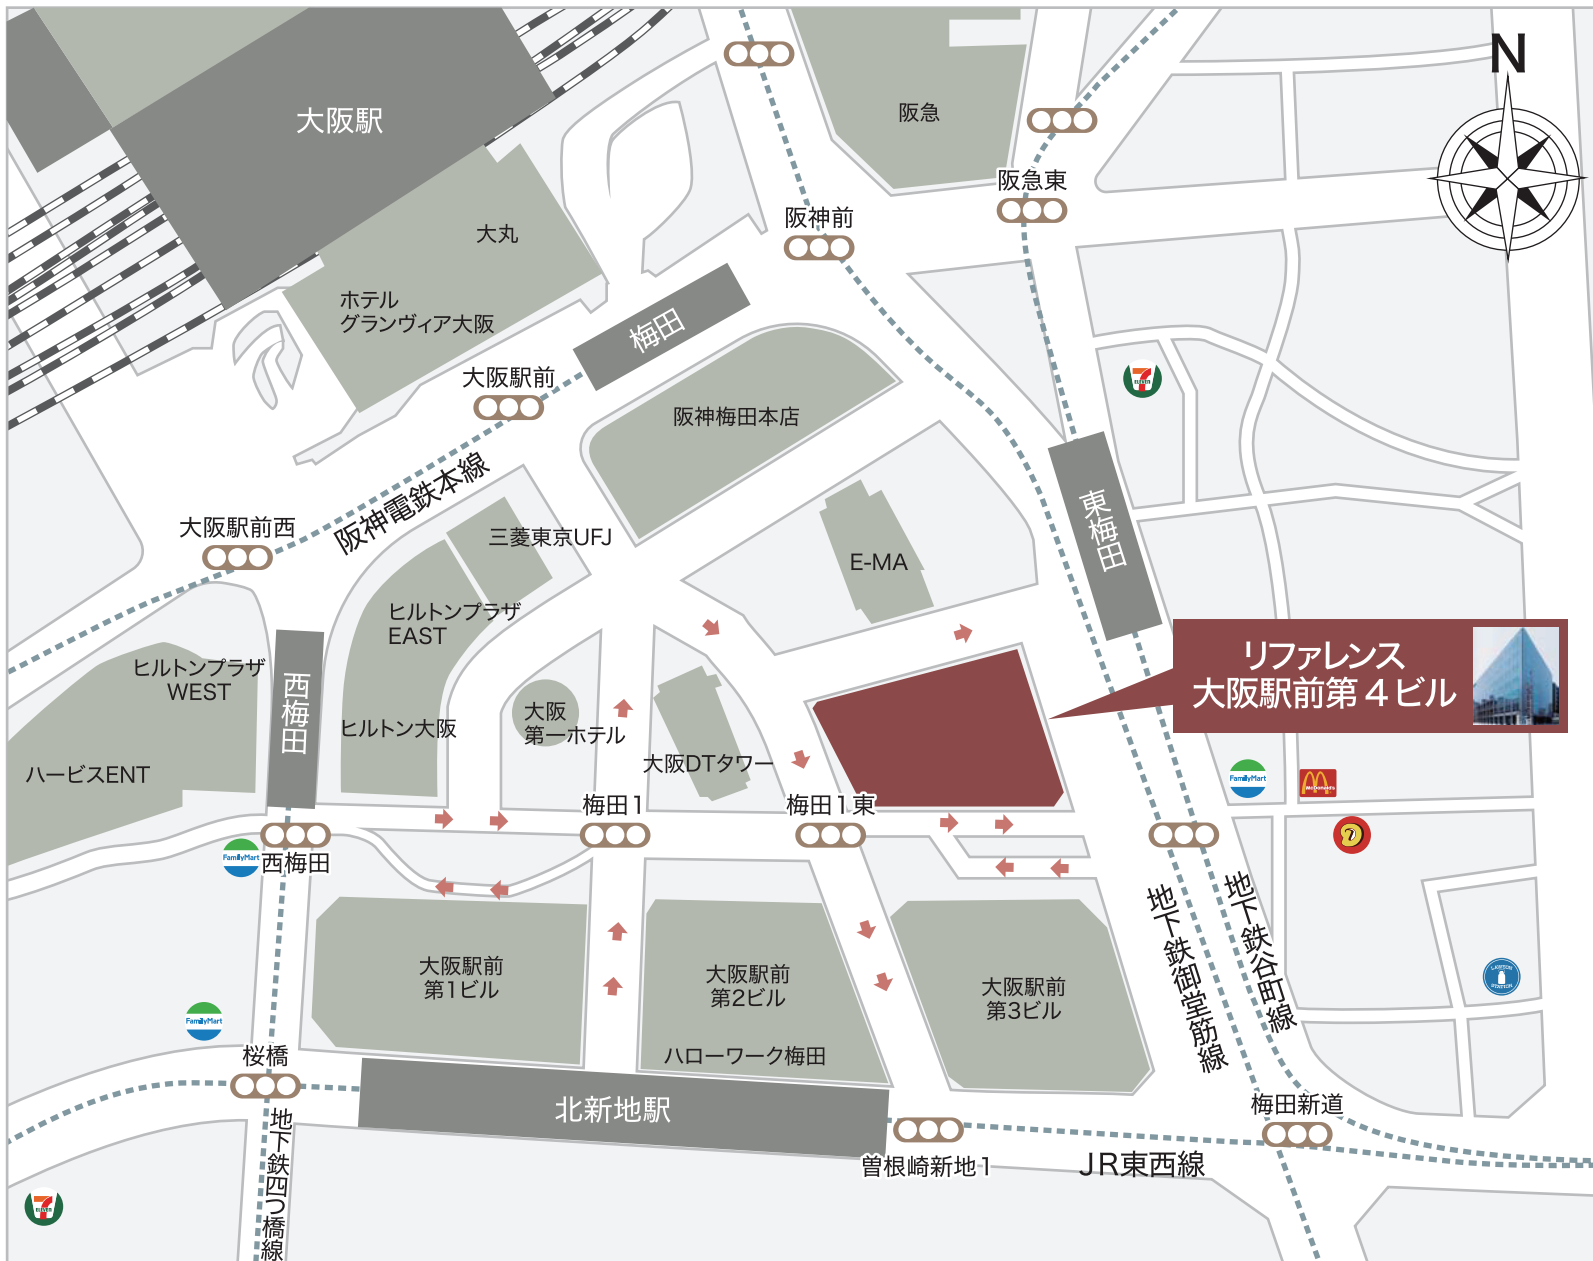 N
大阪駅
阪急
阪急東
阪神前
大丸
ホテル
グランヴィア大阪
梅田
大阪駅前
阪神梅田本店
阪神電鉄本線
大阪駅前西
三菱東京UFJ
E-MA
東梅田
7
ELEVEN
ヒルトンプラザ
EAST
ヒルトンプラザ
WEST
西梅田
ヒルトン大阪
大阪
第一ホテル
大阪DTタワー
ハービスENT
リファレンス
大阪駅前第4ビル
FamilyMart
McDonald's
梅田1
梅田1東
西梅田
FamilyMart
地下鉄御堂筋線
地下鉄谷町線
大阪駅前
第1ビル
大阪駅前
第2ビル
ハローワーク梅田
大阪駅前
第3ビル
LAWSON
STATION
FamilyMart
桜橋
北新地駅
梅田新道
曽根崎新地1
JR東西線
地下鉄四つ橋線
7
ELEVEN